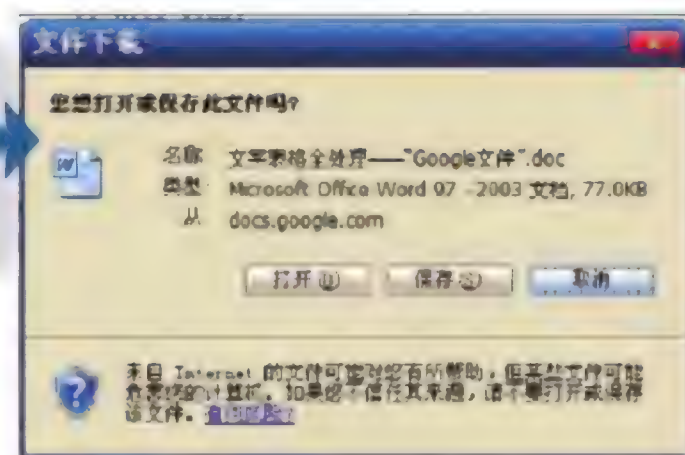 文件下载
您想打开或保存此文件吗?
名称 文字表格全处理——"Google文件".doc
类型: Microsoft Office Word 97 - 2003 文档, 77.0KB
从 docs.google.com
打开(O) 保存(S) 取消
来自 Internet 的文件可能对您有所帮助,但某些文件可能
危害您的计算机。如果您不信任其来源,请不要打开或保存
该文件。有何风险?